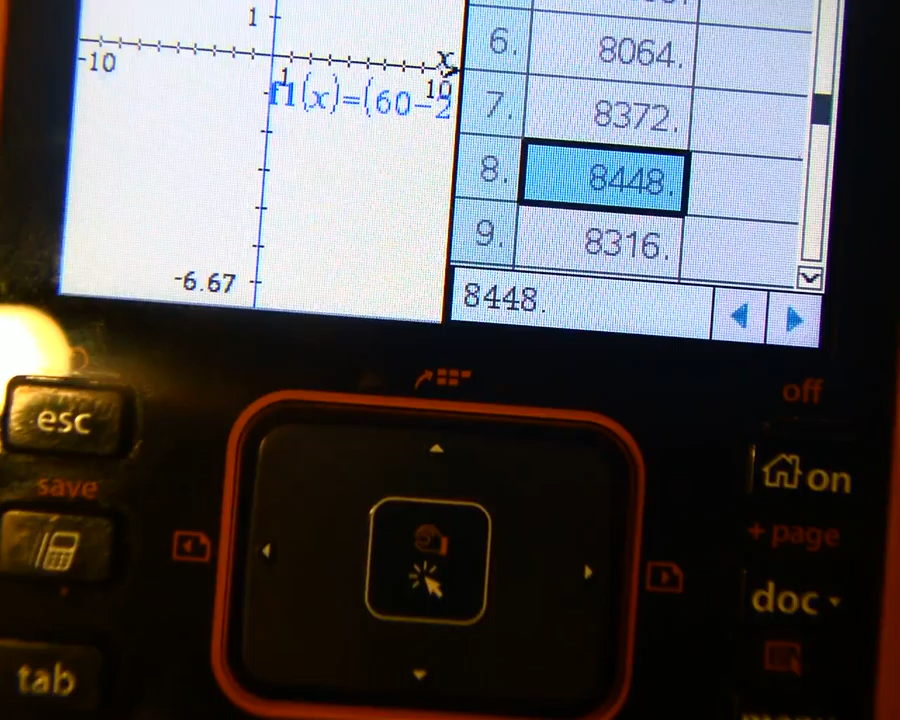 1
-10
1
10
x
f1(x)=(60-2
-6.67
6. 8064.
7. 8372.
8. 8448.
9. 8316.
8448.
off
esc
on
save
+page
doc
tab